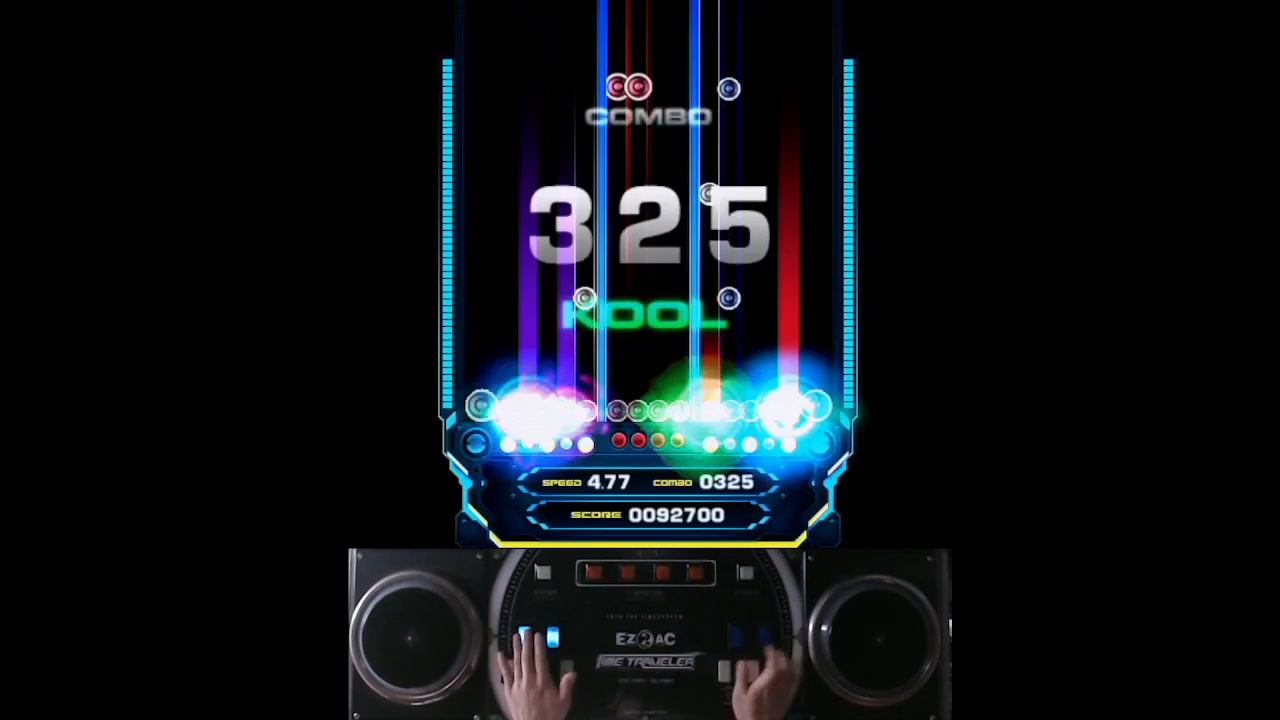 COMBO
325
KOOL
SPEED 4.77 COMBO 0325
SCORE 0092700
EZ2AC
TIME TRAVELER